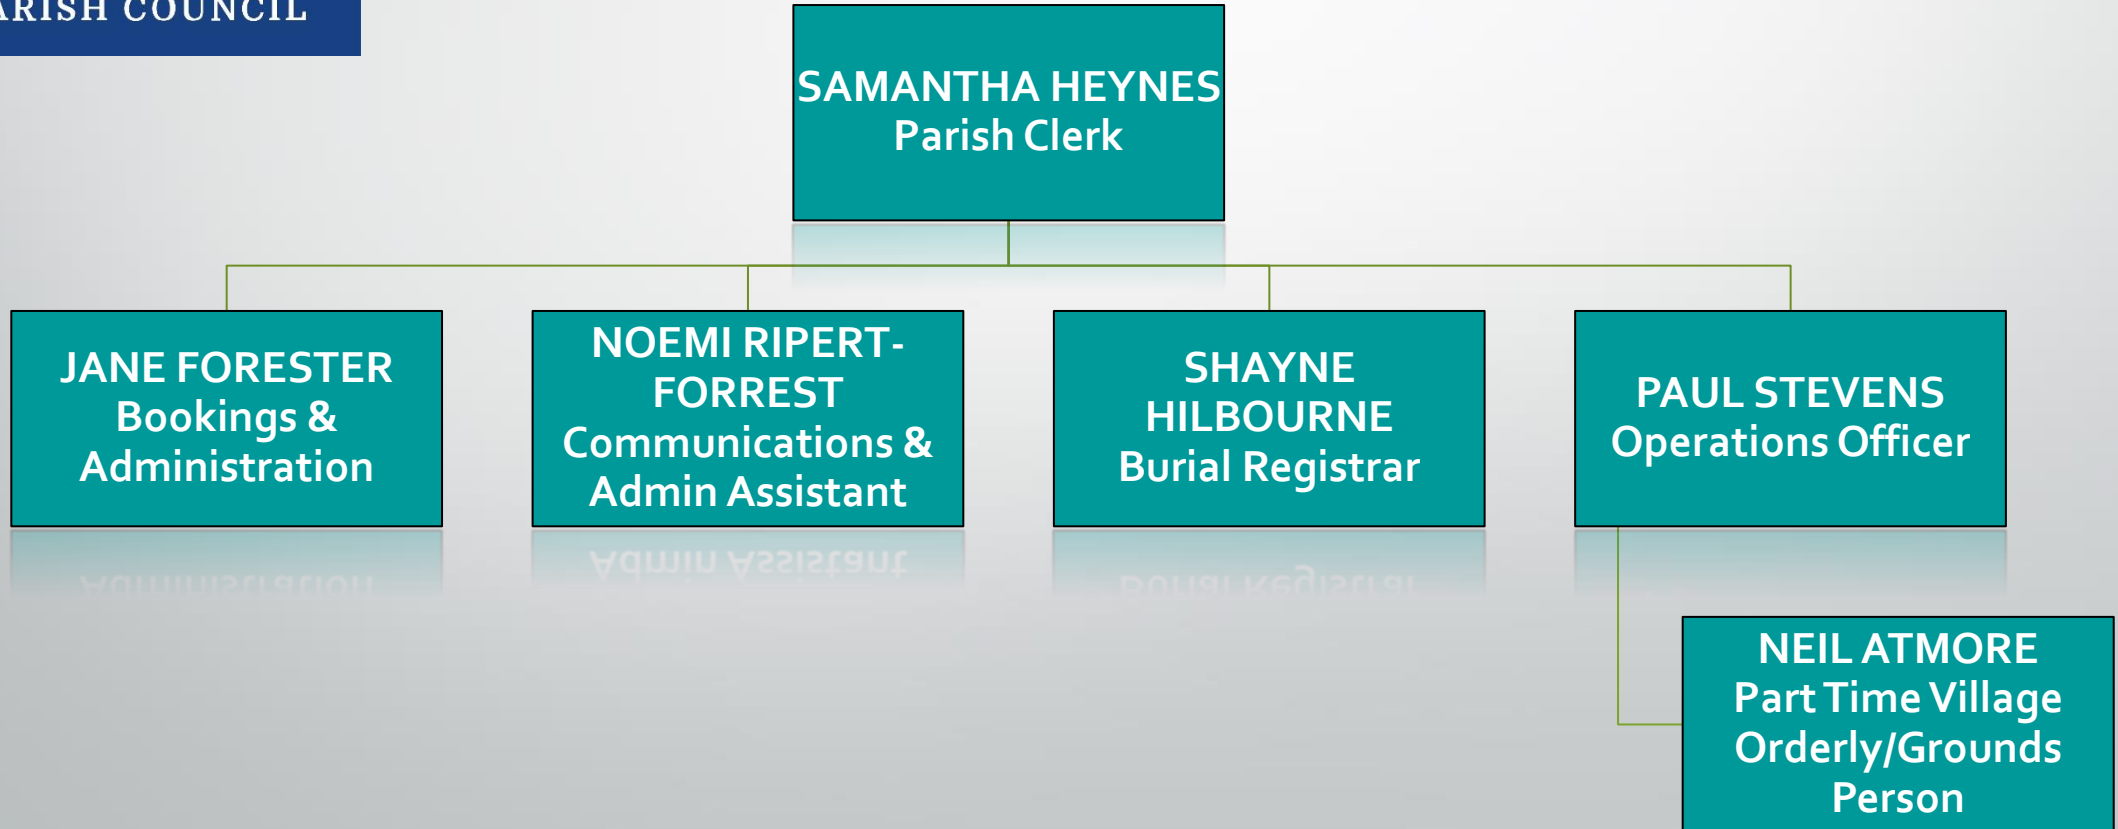 PARISH COUNCIL
SAMANTHA HEYNES
Parish Clerk
JANE FORESTER
Bookings &
Administration
NOEMI RIPERT-
FORREST
Communications &
Admin Assistant
SHAYNE
HILBOURNE
Burial Registrar
PAUL STEVENS
Operations Officer
NEIL ATMORE
Part Time Village
Orderly/Grounds
Person